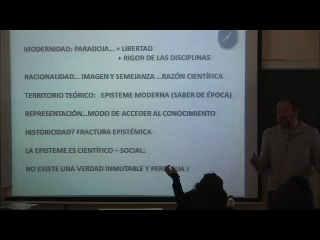 MODERNIDAD: PARADOJA... + LIBERTAD
+ RIGOR DE LAS DISCIPLINAS
RACIONALIDAD... IMAGEN Y SEMEJANZA ...RAZÓN CIENTÍFICA
TERRITORIO TEÓRICO: EPISTEME MODERNA (SABER DE ÉPOCA)
REPRESENTACIÓN...MODO DE ACCEDER AL CONOCIMIENTO
HISTORICIDAD? FRACTURA EPISTÉMICA
LA EPISTEME ES CIENTÍFICO – SOCIAL:
NO EXISTE UNA VERDAD INMUTABLE Y